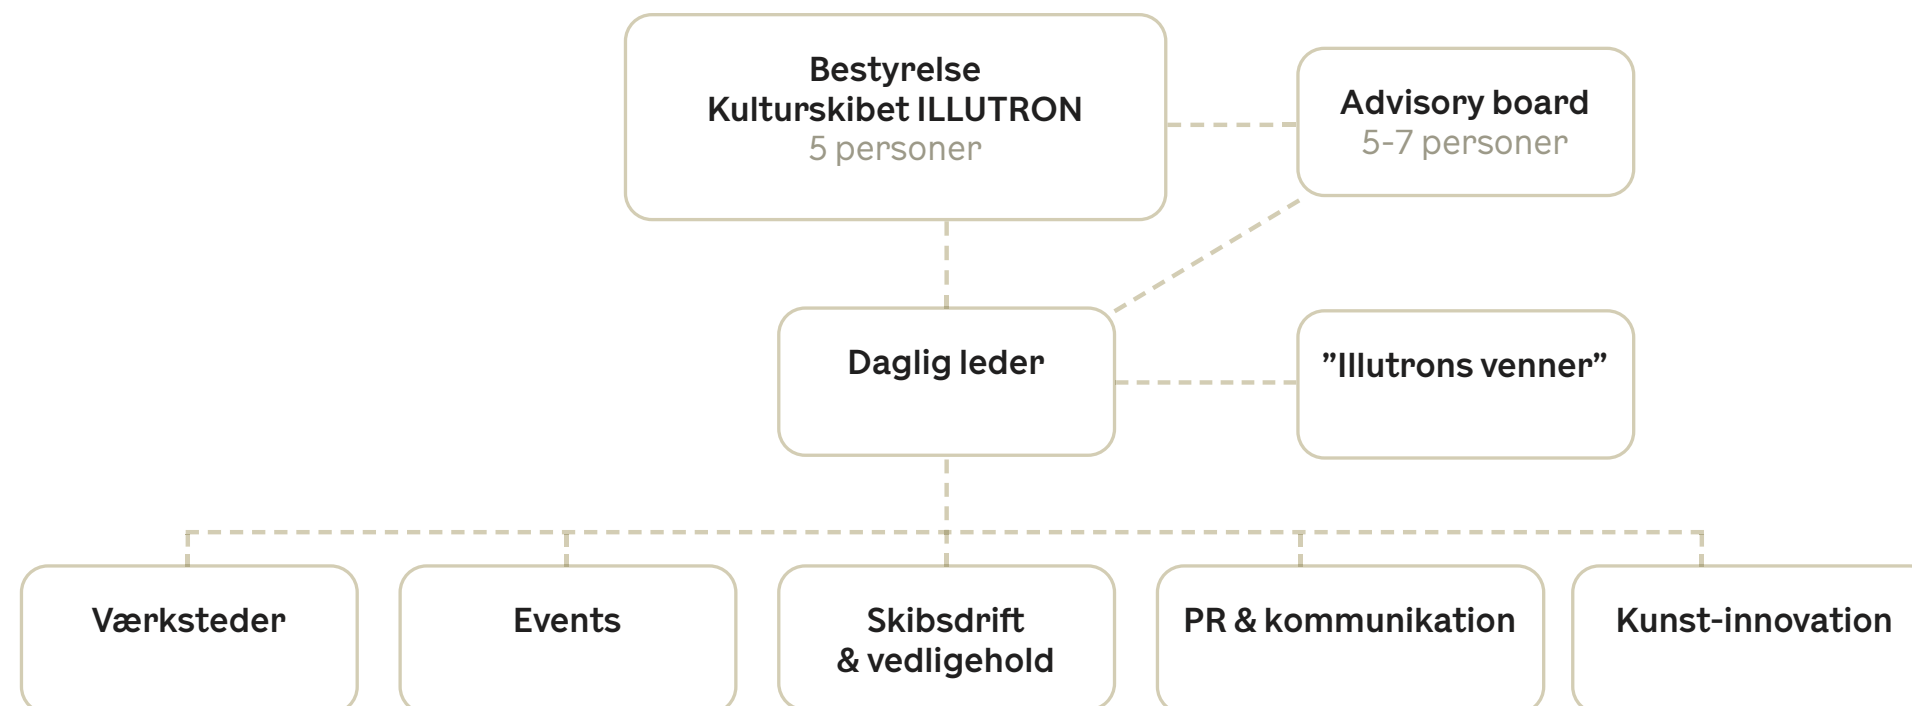 Bestyrelse
Kulturskibet ILLUTRON
5 personer
Advisory board
5-7 personer
Daglig leder
”Illutrons venner”
Værksteder
Events
Skibsdrift
& vedligehold
PR & kommunikation
Kunst-innovation